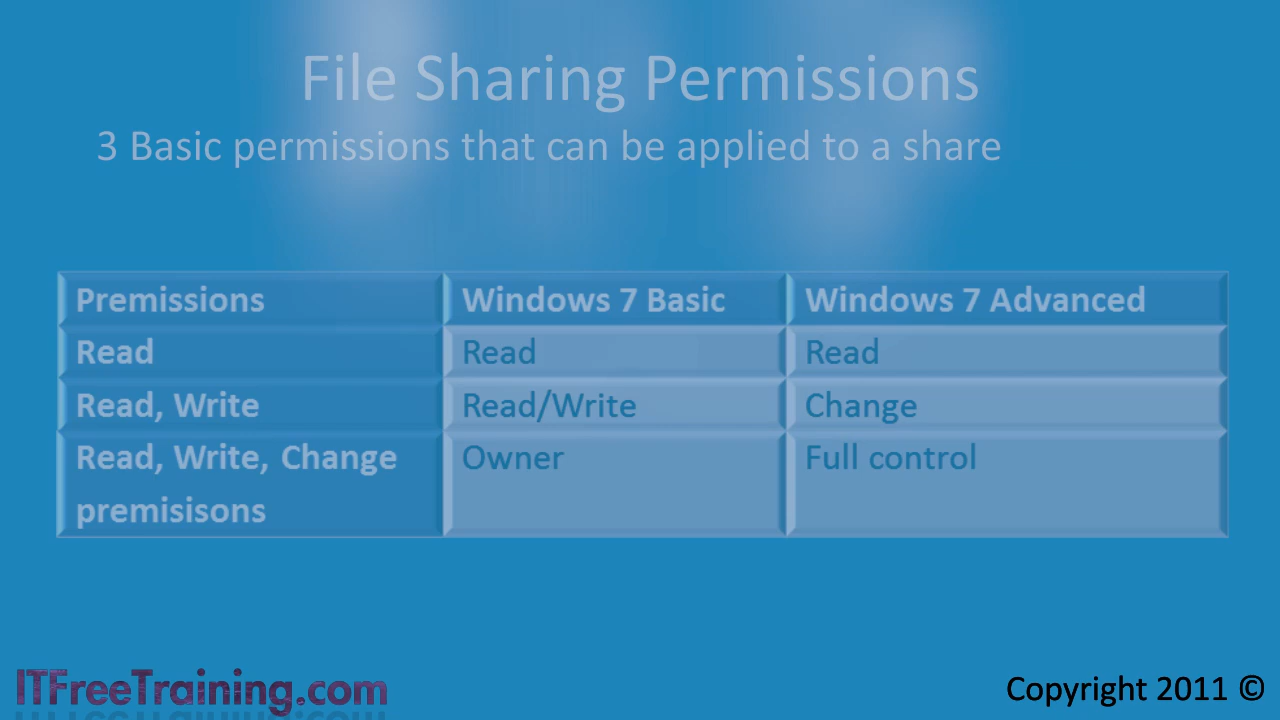 File Sharing Permissions
3 Basic permissions that can be applied to a share
Premissions Windows 7 Basic Windows 7 Advanced
Read Read Read
Read, Write Read/Write Change
Read, Write, Change Owner Full control
premisisons
ITFreeTraining.com Copyright 2011 ©